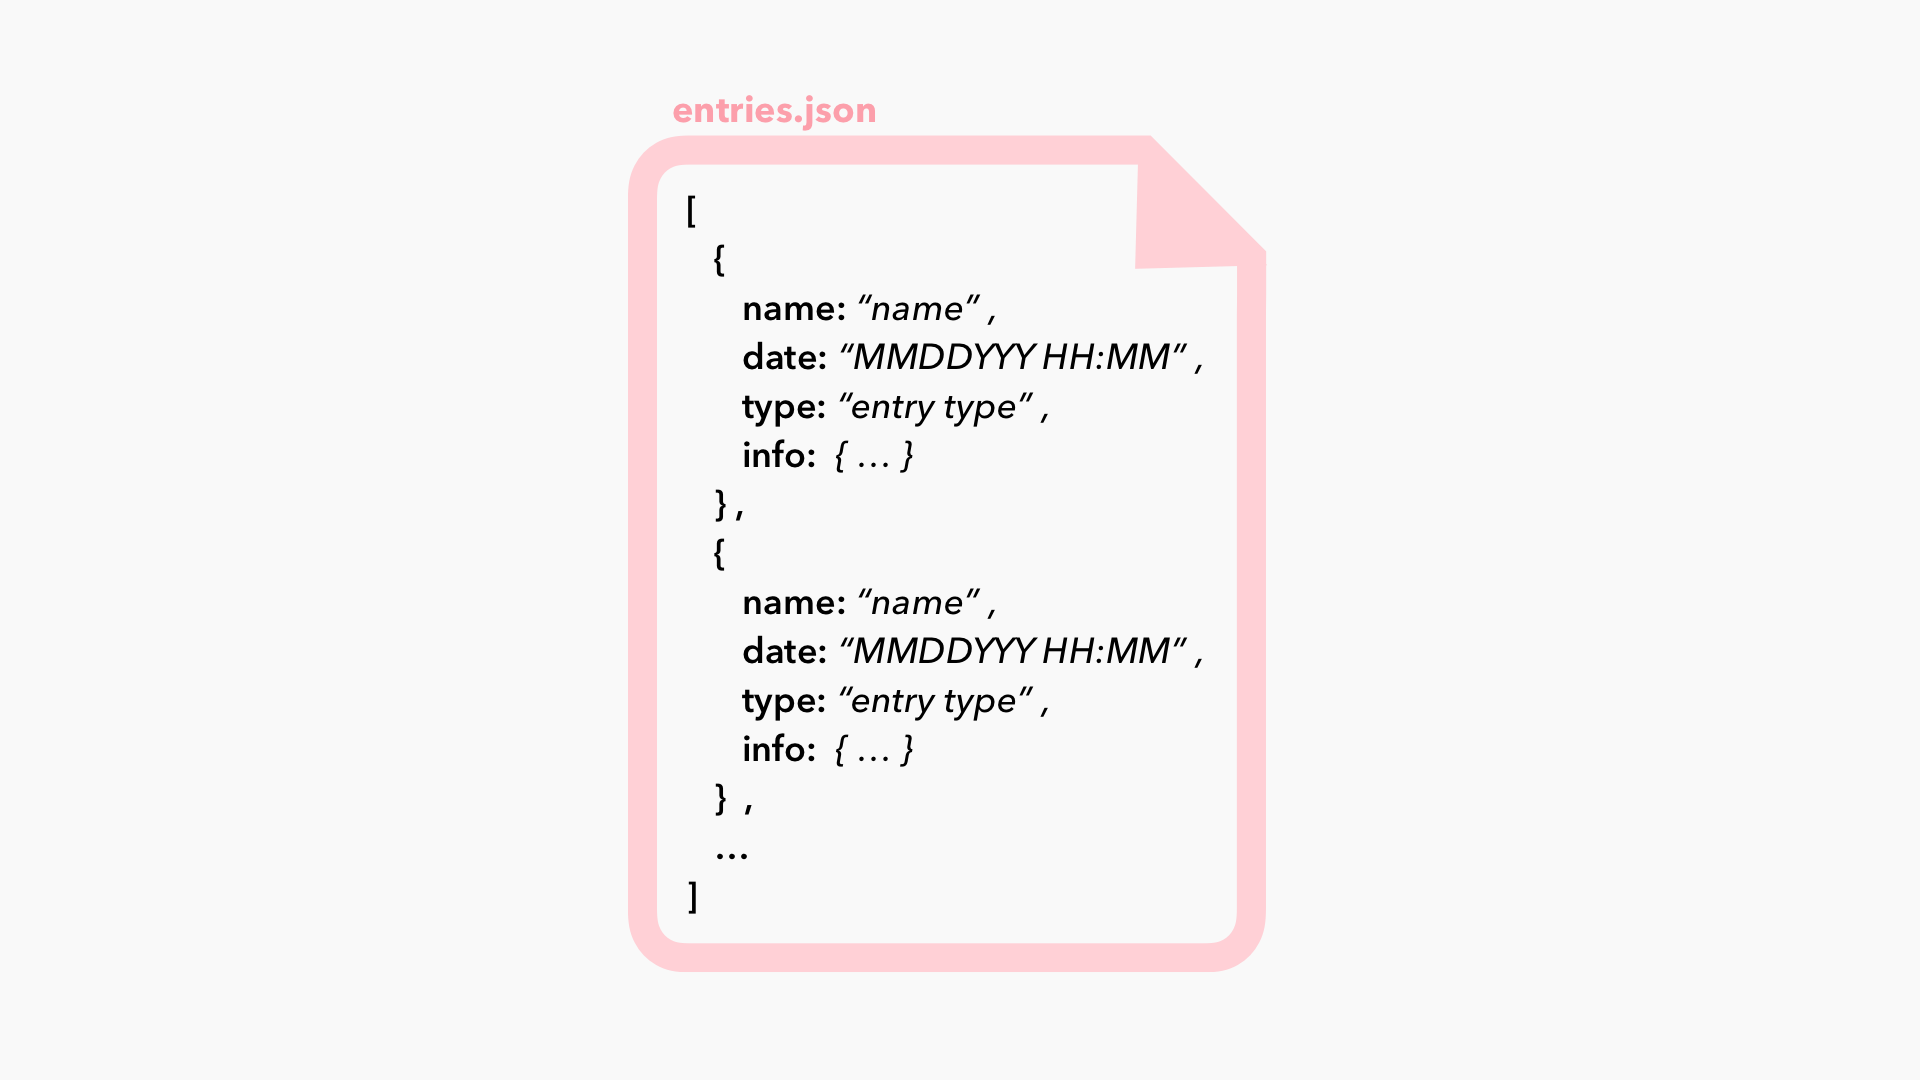 entries.json
[
{
name: “name” ,
date: “MMDDYYY HH:MM” ,
type: “entry type” ,
info: { ... }
} ,
{
name: “name” ,
date: “MMDDYYY HH:MM” ,
type: “entry type” ,
info: { ... }
} ,
...
]